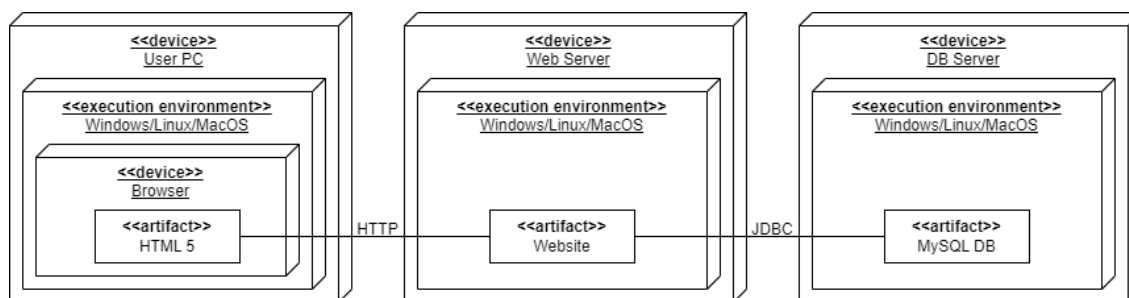 <<device>>
User PC
<<execution environment>>
Windows/Linux/MacOS
<<device>>
Browser
<<artifact>>
HTML 5
HTTP
<<device>>
Web Server
<<execution environment>>
Windows/Linux/MacOS
<<artifact>>
Website
JDBC
<<device>>
DB Server
<<execution environment>>
Windows/Linux/MacOS
<<artifact>>
MySQL DB